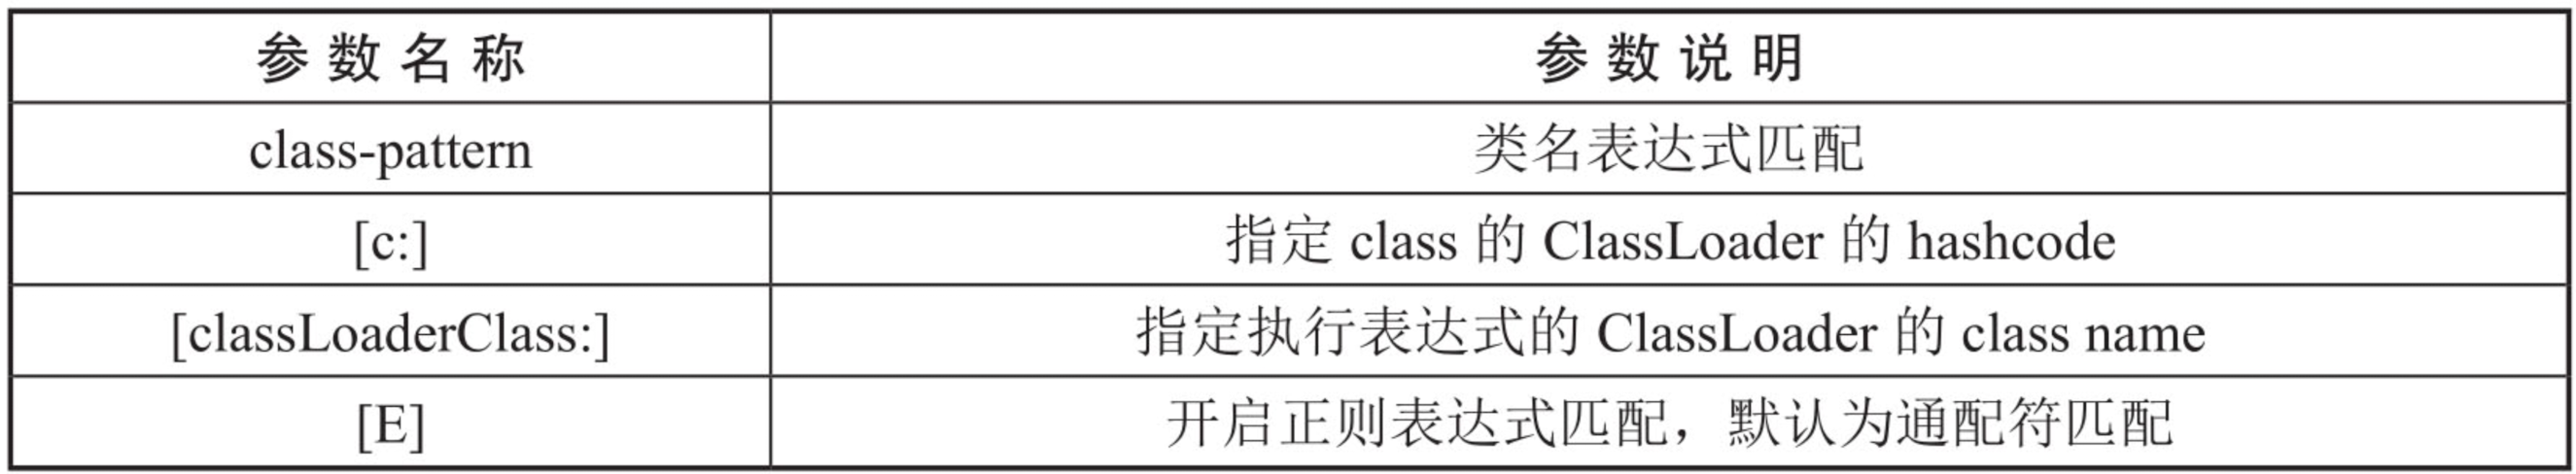 参数名称 参数说明
class-pattern 类名表达式匹配
[c:] 指定 class 的 ClassLoader 的 hashcode
[classLoaderClass:] 指定执行表达式的 ClassLoader 的 class name
[E] 开启正则表达式匹配，默认为通配符匹配